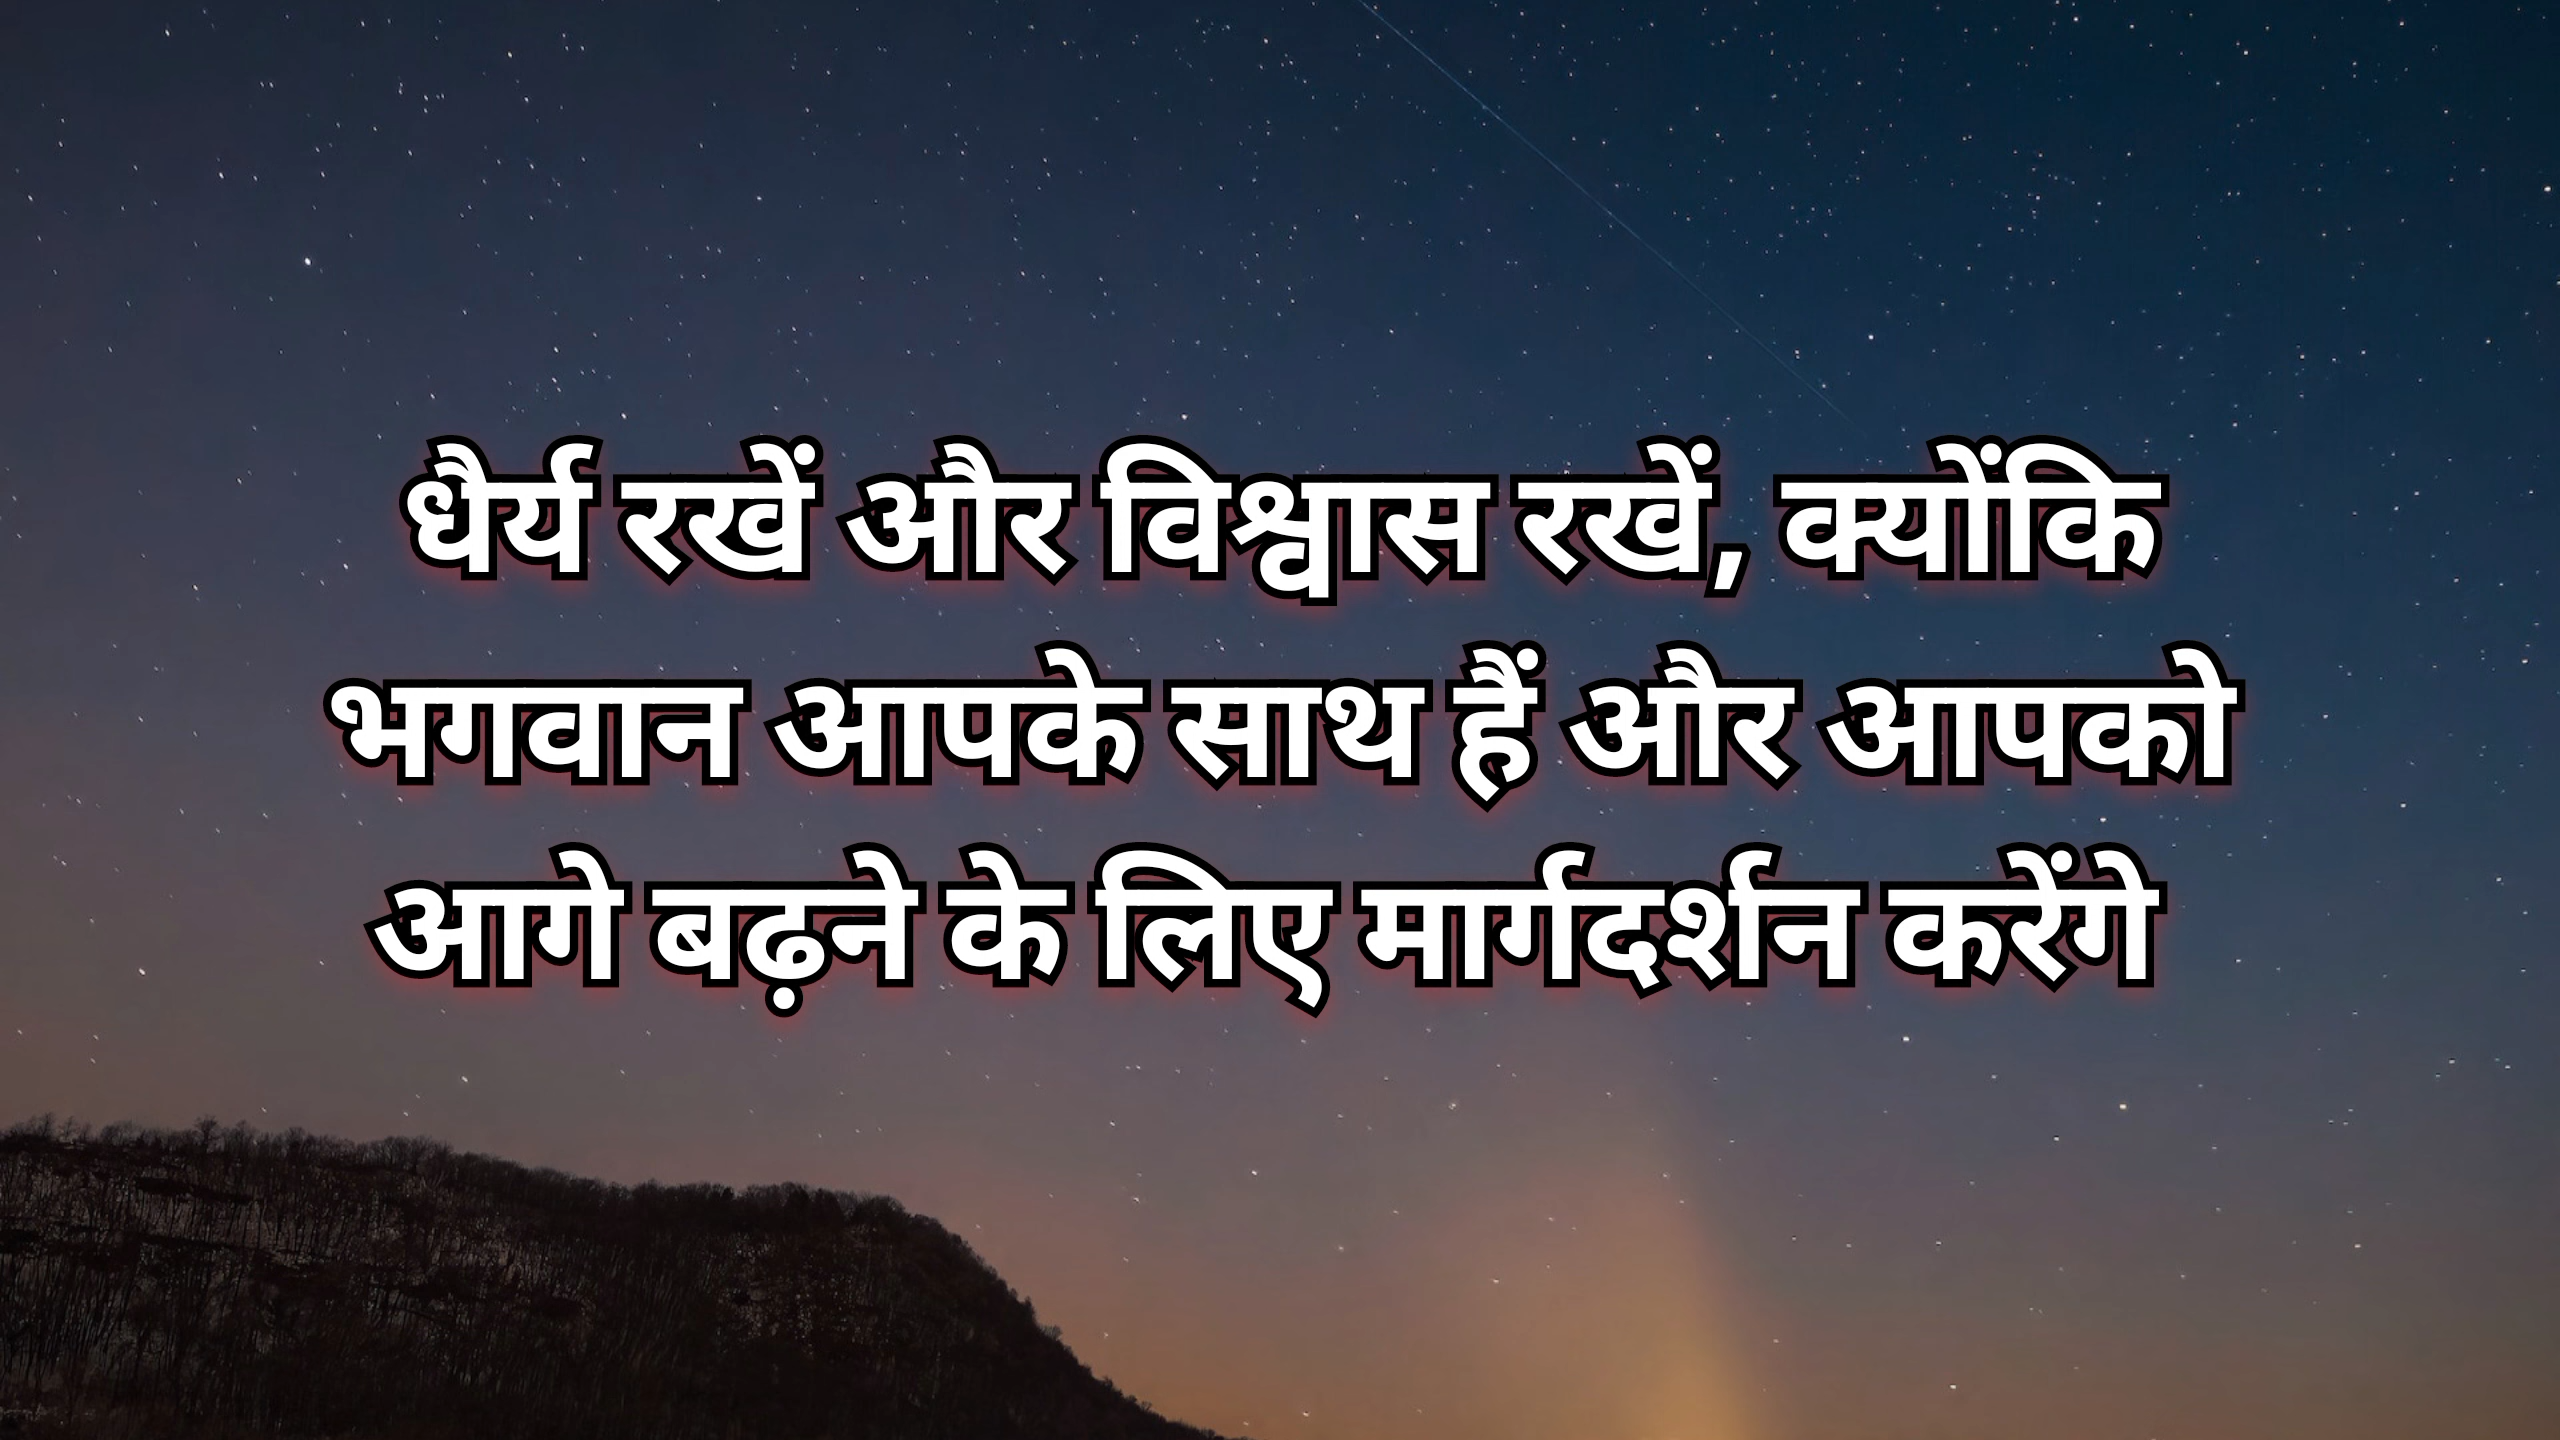 धैर्य रखें और विश्वास रखें, क्योंकि
भगवान आपके साथ हैं और आपको
आगे बढ़ने के लिए मार्गदर्शन करेंगे